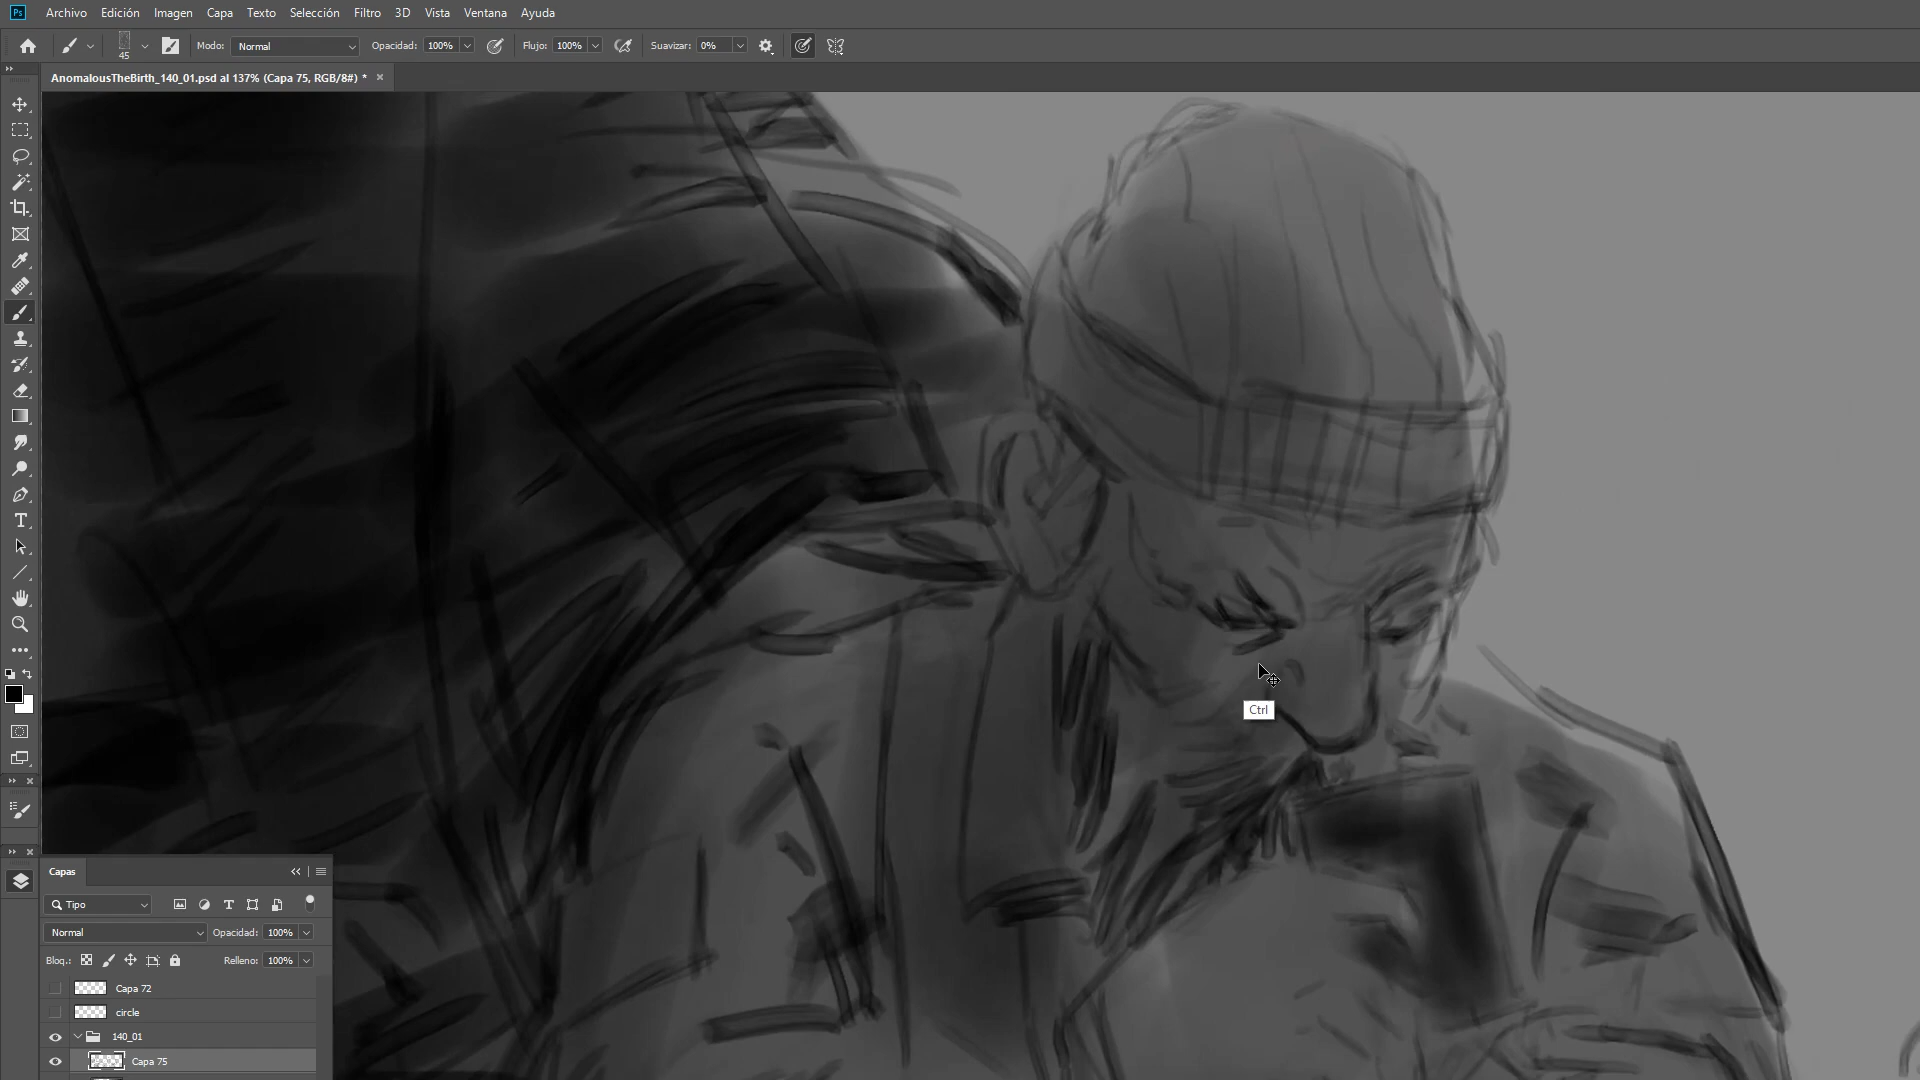 Ps Archivo Edición Imagen Capa Texto Selección Filtro 3D Vista Ventana Ayuda
45 Modo: Normal Opacidad: 100% Flujo: 100% Suavizar: 0%
AnomalousTheBirth_140_01.psd al 137% (Capa 75, RGB/8#) * ×
Ctrl
Capas
Tipo
Normal Opacidad: 100%
Bloq.: Relleno: 100%
Capa 72
circle
140_01
Capa 75